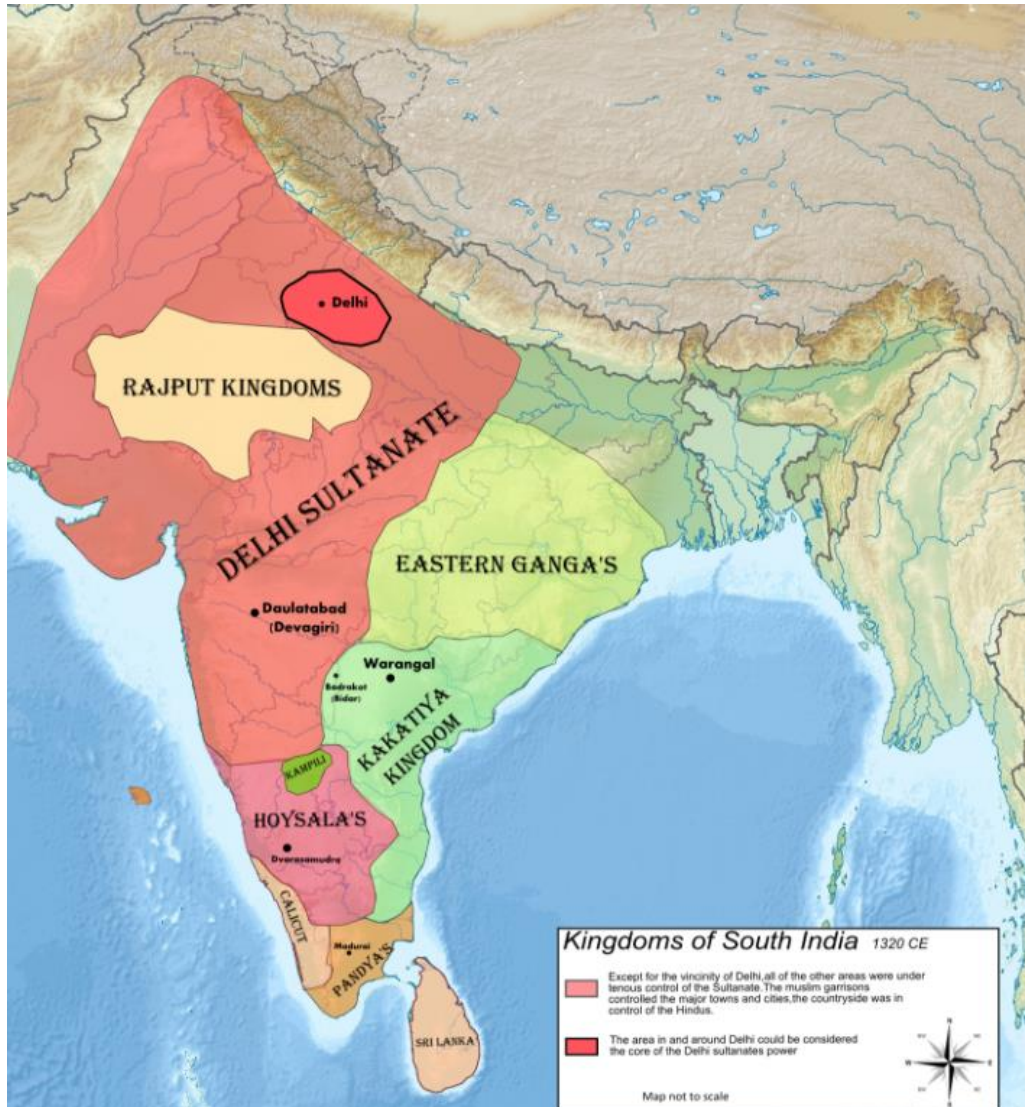 Delhi
RAJPUT KINGDOMS
DELHI SULTANATE
EASTERN GANGA'S
Daulatabad
(Devagiri)
Warangal
Badrakot
(Bidar)
KAKATIYA
KINGDOM
KAMPILI
HOYSALA'S
Dvarasamudra
CALICUT
Madurai
PANDYA'S
SRI LANKA
Kingdoms of South India 1320 CE
Except for the vincinity of Delhi,all of the other areas were under
tenous control of the Sultanate.The muslim garrisons
controlled the major towns and cities,the countryside was in
control of the Hindus.
The area in and around Delhi could be considered
the core of the Delhi sultanates power
N
W
E
S
Map not to scale